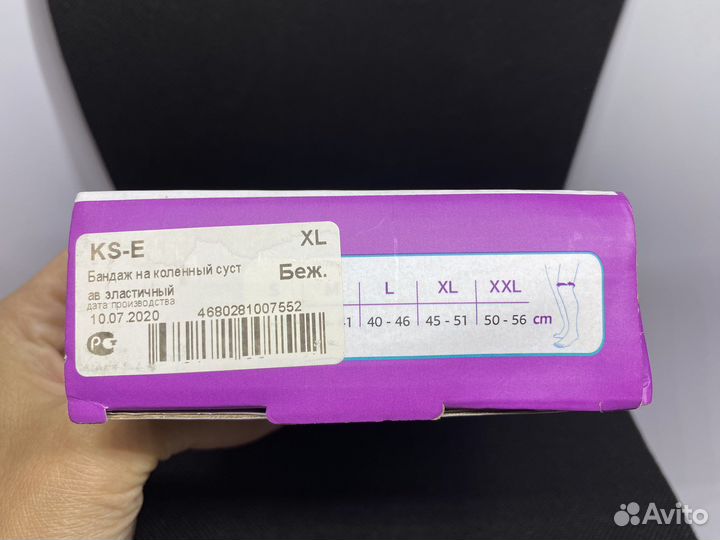 KS-E XL
Бандаж на коленный суст
Беж.
ав эластичный
дата производства
10.07.2020 4680281007552
L XL XXL
40 - 46 45 - 51 50 - 56 cm
Avito